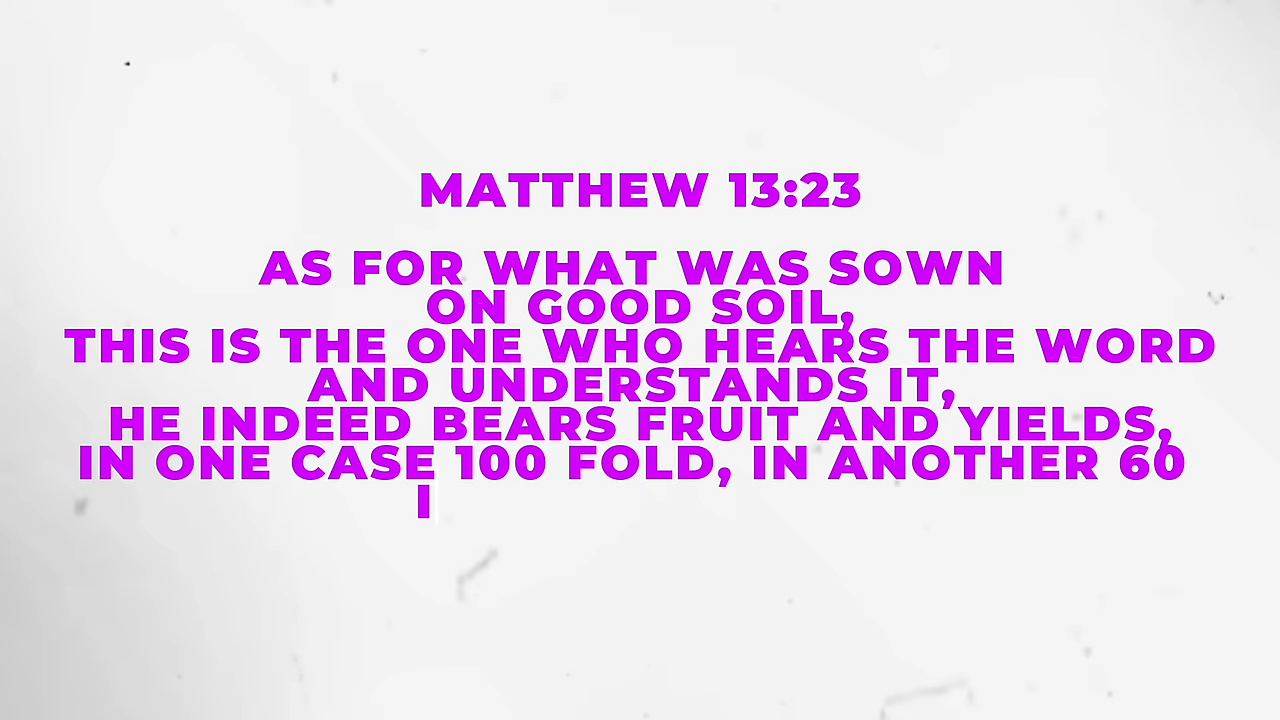 MATTHEW 13:23
AS FOR WHAT WAS SOWN
ON GOOD SOIL,
THIS IS THE ONE WHO HEARS THE WORD
AND UNDERSTANDS IT,
HE INDEED BEARS FRUIT AND YIELDS,
IN ONE CASE 100 FOLD, IN ANOTHER 60
I